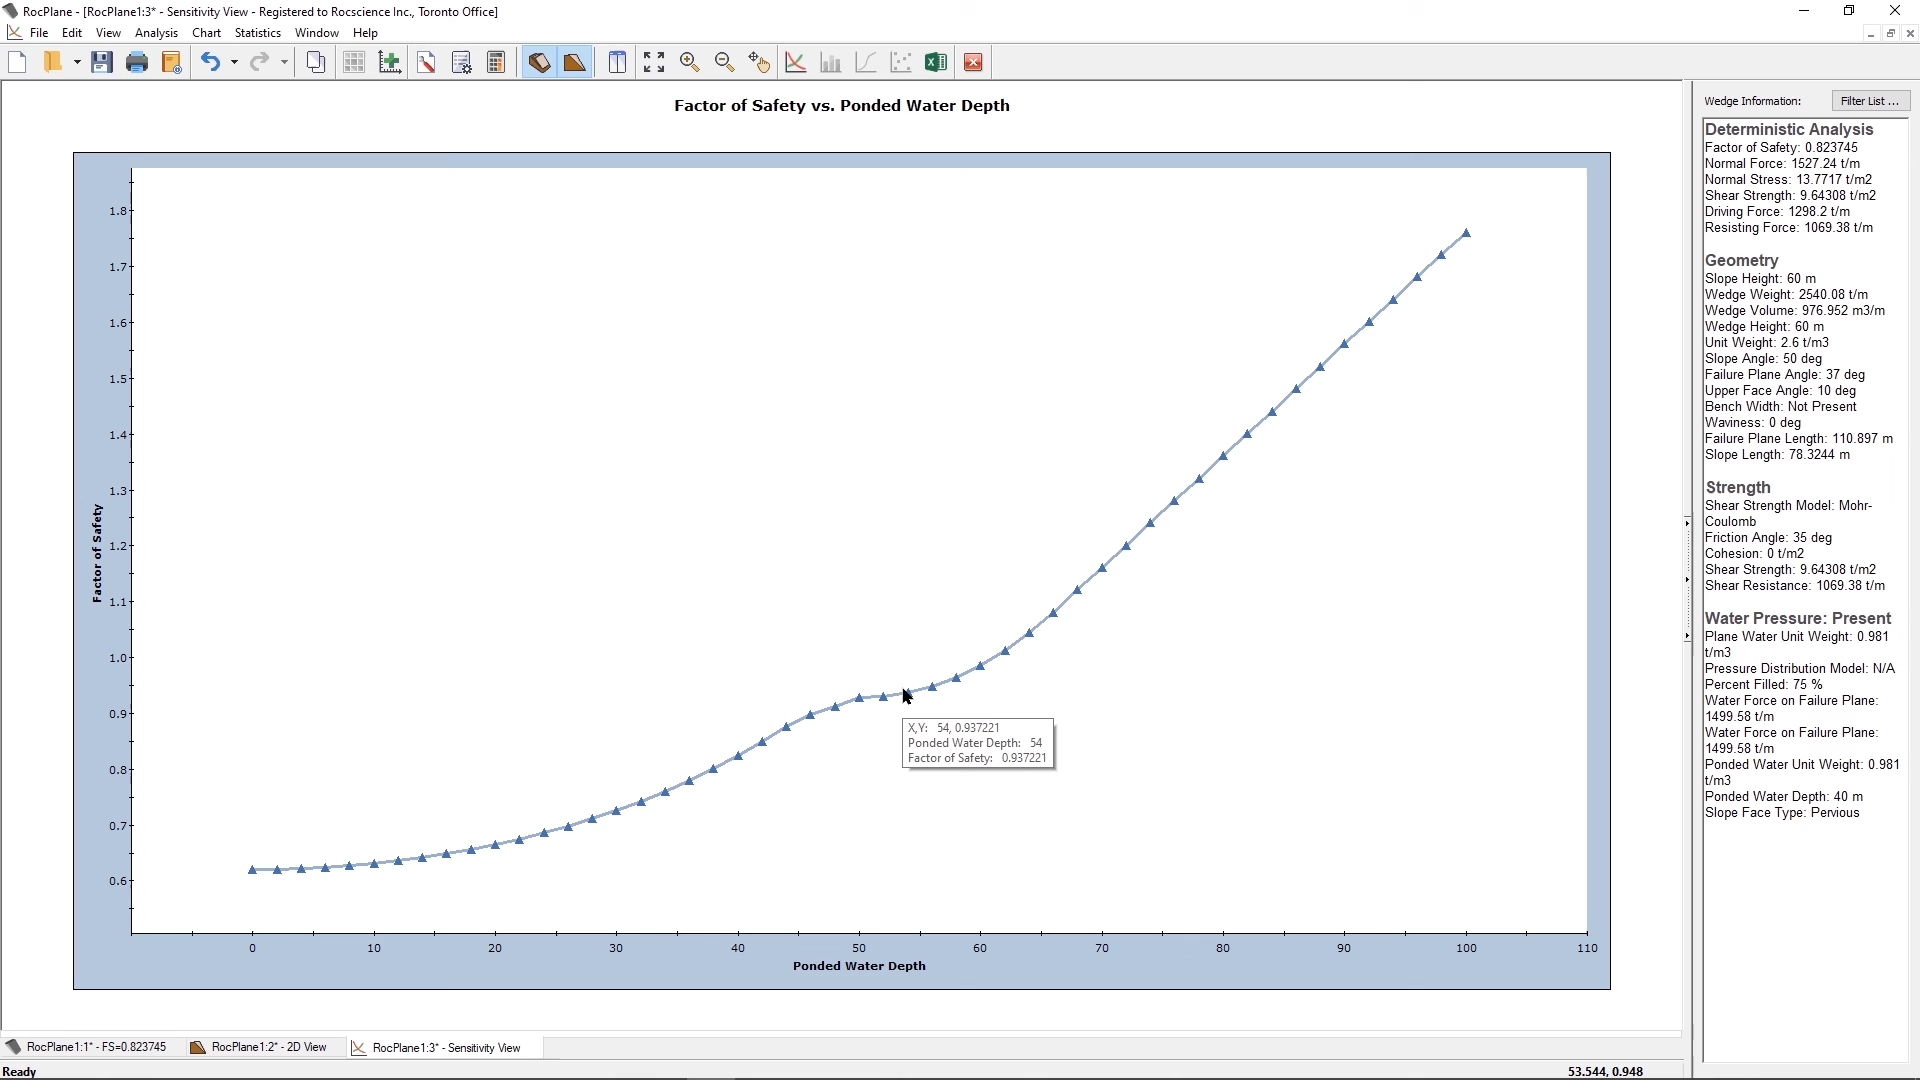 RocPlane - [RocPlane1:3* - Sensitivity View - Registered to Rocscience Inc., Toronto Office]
File Edit View Analysis Chart Statistics Window Help
Factor of Safety vs. Ponded Water Depth
1.8
1.7
1.6
1.5
1.4
1.3
1.2
1.1
1.0
0.9
0.8
0.7
0.6
Factor of Safety
X,Y: 54, 0.937221
Ponded Water Depth: 54
Factor of Safety: 0.937221
0 10 20 30 40 50 60 70 80 90 100 110
Ponded Water Depth
Wedge Information:
Filter List ...
Deterministic Analysis
Factor of Safety: 0.823745
Normal Force: 1527.24 t/m
Normal Stress: 13.7717 t/m2
Shear Strength: 9.64308 t/m2
Driving Force: 1298.2 t/m
Resisting Force: 1069.38 t/m
Geometry
Slope Height: 60 m
Wedge Weight: 2540.08 t/m
Wedge Volume: 976.952 m3/m
Wedge Height: 60 m
Unit Weight: 2.6 t/m3
Slope Angle: 50 deg
Failure Plane Angle: 37 deg
Upper Face Angle: 10 deg
Bench Width: Not Present
Waviness: 0 deg
Failure Plane Length: 110.897 m
Slope Length: 78.3244 m
Strength
Shear Strength Model: Mohr-
Coulomb
Friction Angle: 35 deg
Cohesion: 0 t/m2
Shear Strength: 9.64308 t/m2
Shear Resistance: 1069.38 t/m
Water Pressure: Present
Plane Water Unit Weight: 0.981
t/m3
Pressure Distribution Model: N/A
Percent Filled: 75 %
Water Force on Failure Plane:
1499.58 t/m
Water Force on Failure Plane:
1499.58 t/m
Ponded Water Unit Weight: 0.981
t/m3
Ponded Water Depth: 40 m
Slope Face Type: Pervious
RocPlane1:1* - FS=0.823745
RocPlane1:2* - 2D View
RocPlane1:3* - Sensitivity View
Ready
53.544, 0.948